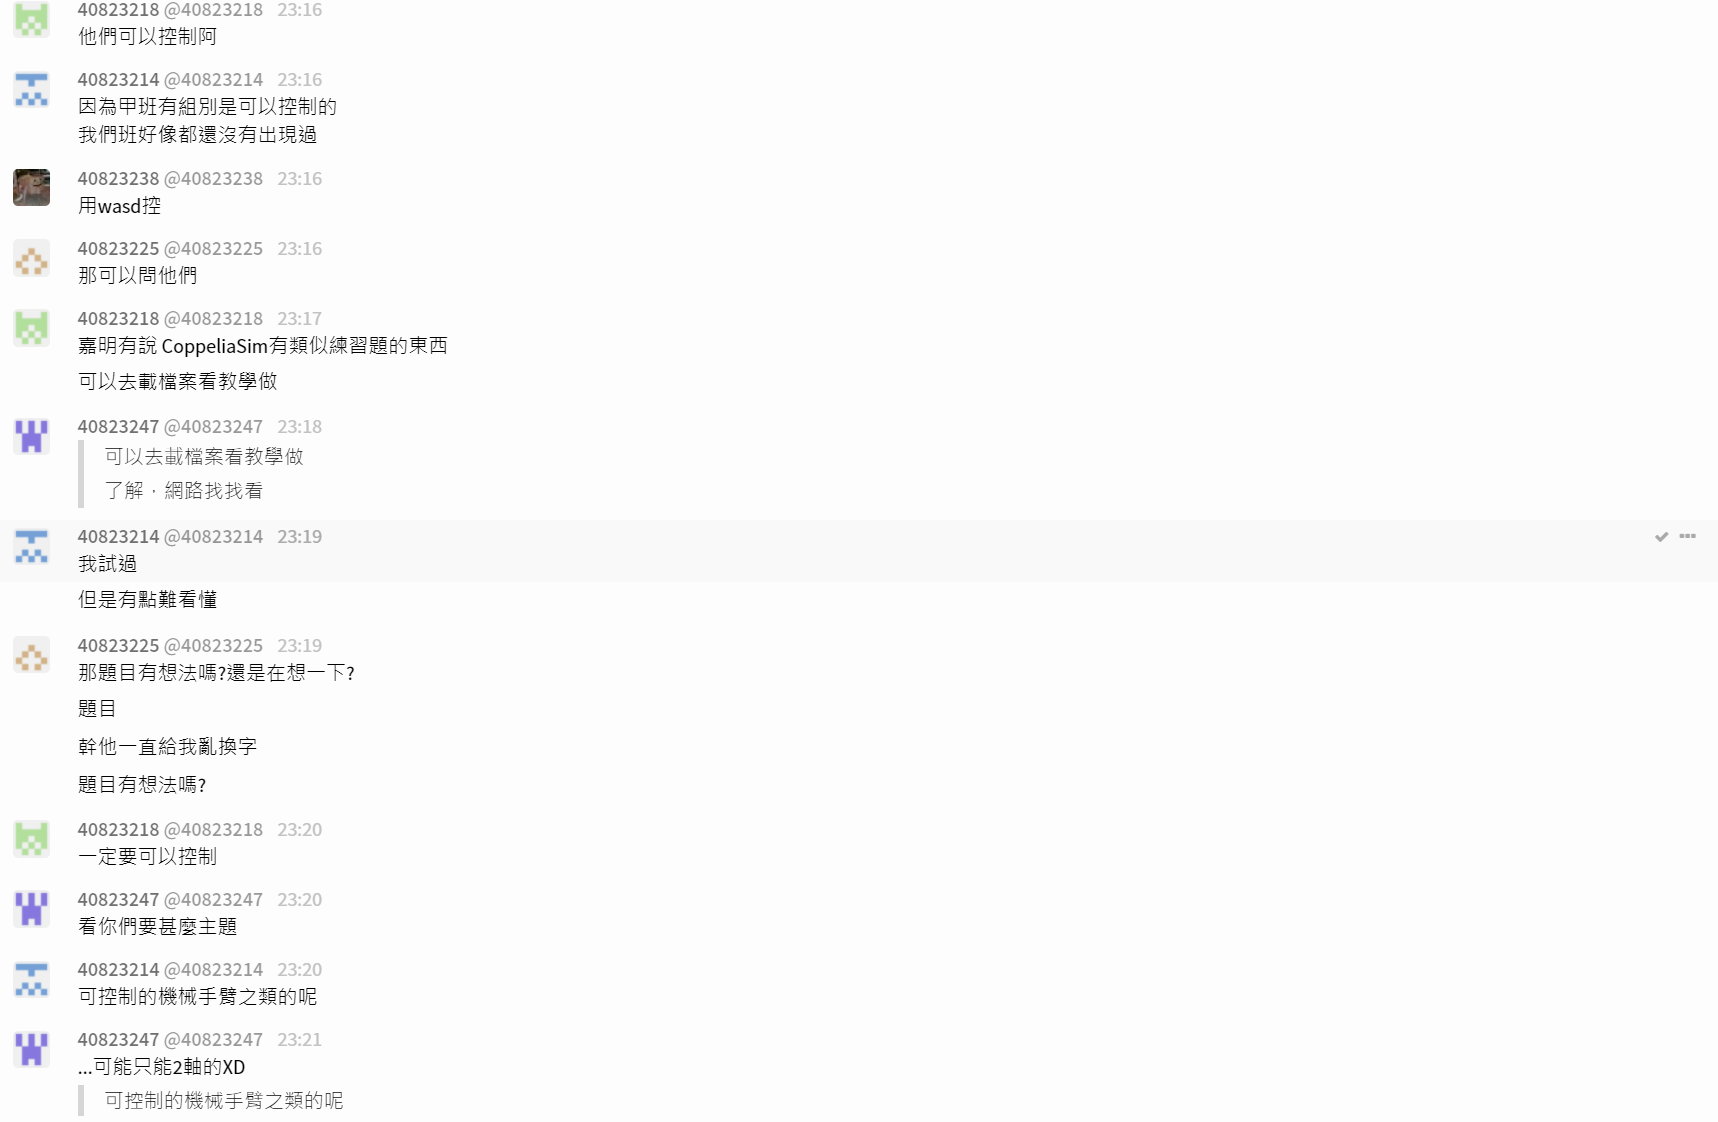 40823218 @40823218 23:16
他們可以控制阿
40823214 @40823214 23:16
因為甲班有組別是可以控制的
我們班好像都還沒有出現過
40823238 @40823238 23:16
用wasd控
40823225 @40823225 23:16
那可以問他們
40823218 @40823218 23:17
嘉明有說 CoppeliaSim有類似練習題的東西
可以去載檔案看教學做
40823247 @40823247 23:18
可以去載檔案看教學做
了解，網路找找看
40823214 @40823214 23:19
我試過
但是有點難看懂
40823225 @40823225 23:19
那題目有想法嗎?還是在想一下?
題目
幹他一直給我亂換字
題目有想法嗎?
40823218 @40823218 23:20
一定要可以控制
40823247 @40823247 23:20
看你們要甚麼主題
40823214 @40823214 23:20
可控制的機械手臂之類的呢
40823247 @40823247 23:21
...可能只能2軸的XD
可控制的機械手臂之類的呢